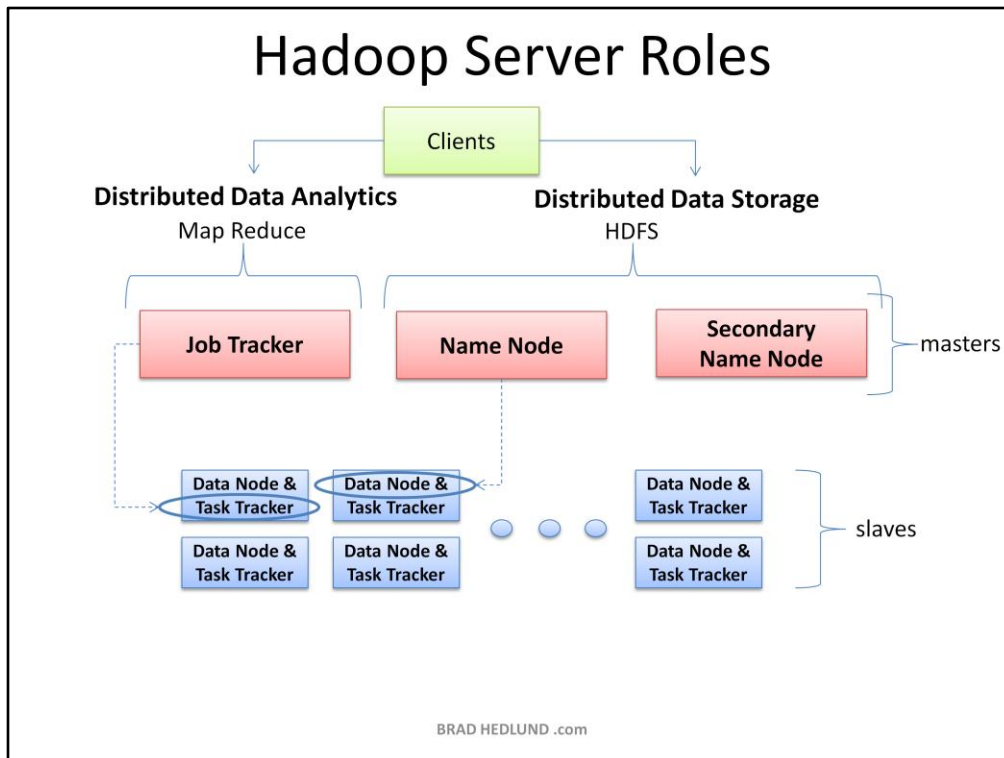 Hadoop Server Roles
Clients
Distributed Data Analytics
Map Reduce
Distributed Data Storage
HDFS
Job Tracker
Name Node
Secondary
Name Node
masters
Data Node &
Task Tracker
Data Node &
Task Tracker
Data Node &
Task Tracker
slaves
Data Node &
Task Tracker
Data Node &
Task Tracker
Data Node &
Task Tracker
BRAD HEDLUND .com